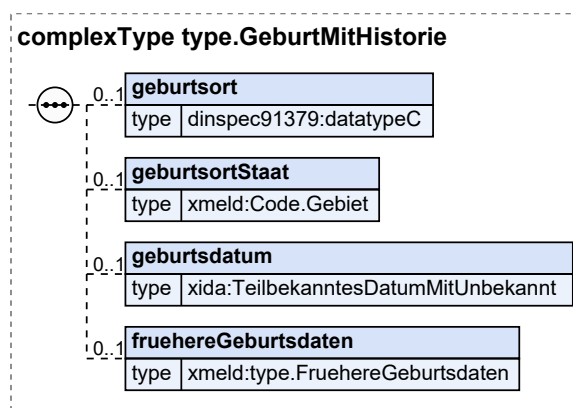 complexType type.GeburtMitHistorie
0..1
geburtsort
type dinspec91379:datatypeC
0..1
geburtsortStaat
type xmeld:Code.Gebiet
0..1
geburtsdatum
type xida:TeilbekanntesDatumMitUnbekannt
0..1
fruehereGeburtsdaten
type xmeld:type.FruehereGeburtsdaten